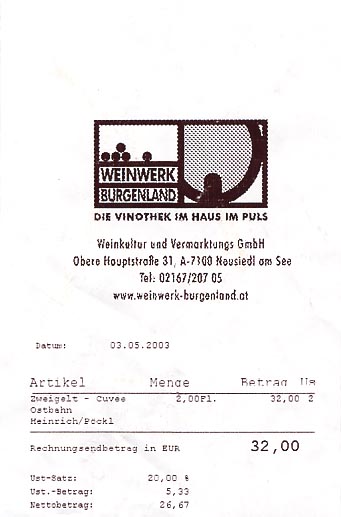 WEINWERK
BURGENLAND
DIE VINOTHEK IM HAUS IM PULS
Weinkultur und Vermarktungs GmbH
Obere Hauptstraße 31, A-7100 Neusiedl am See
Tel: 02167/207 05
www.weinwerk-burgenland.at
Datum: 03.05.2003
Artikel Menge Betrag Us
Zweigelt - Cuvee 2,00Fl. 32,00 2
Ostbahn
Heinrich/Pöckl
Rechnungsendbetrag in EUR 32,00
Ust-Satz: 20,00 %
Ust.-Betrag: 5,33
Nettobetrag: 26,67